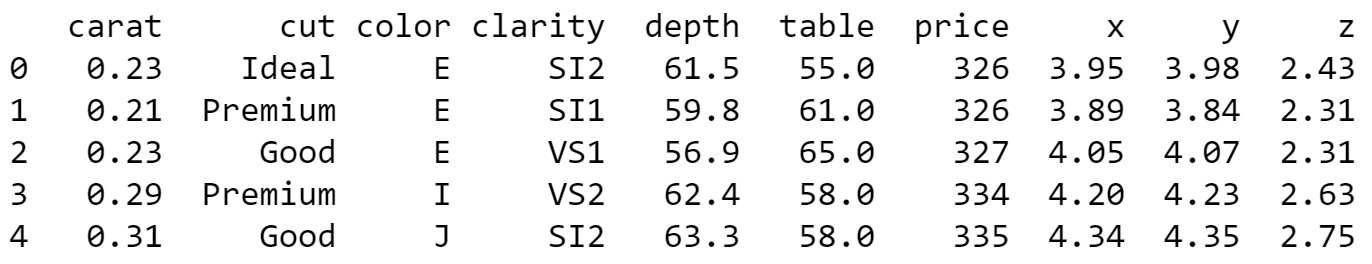 carat cut color clarity depth table price x y z
0 0.23 Ideal E SI2 61.5 55.0 326 3.95 3.98 2.43
1 0.21 Premium E SI1 59.8 61.0 326 3.89 3.84 2.31
2 0.23 Good E VS1 56.9 65.0 327 4.05 4.07 2.31
3 0.29 Premium I VS2 62.4 58.0 334 4.20 4.23 2.63
4 0.31 Good J SI2 63.3 58.0 335 4.34 4.35 2.75